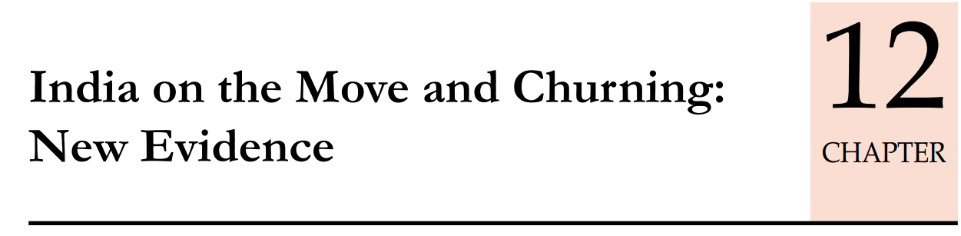 India on the Move and Churning:
New Evidence
12
CHAPTER